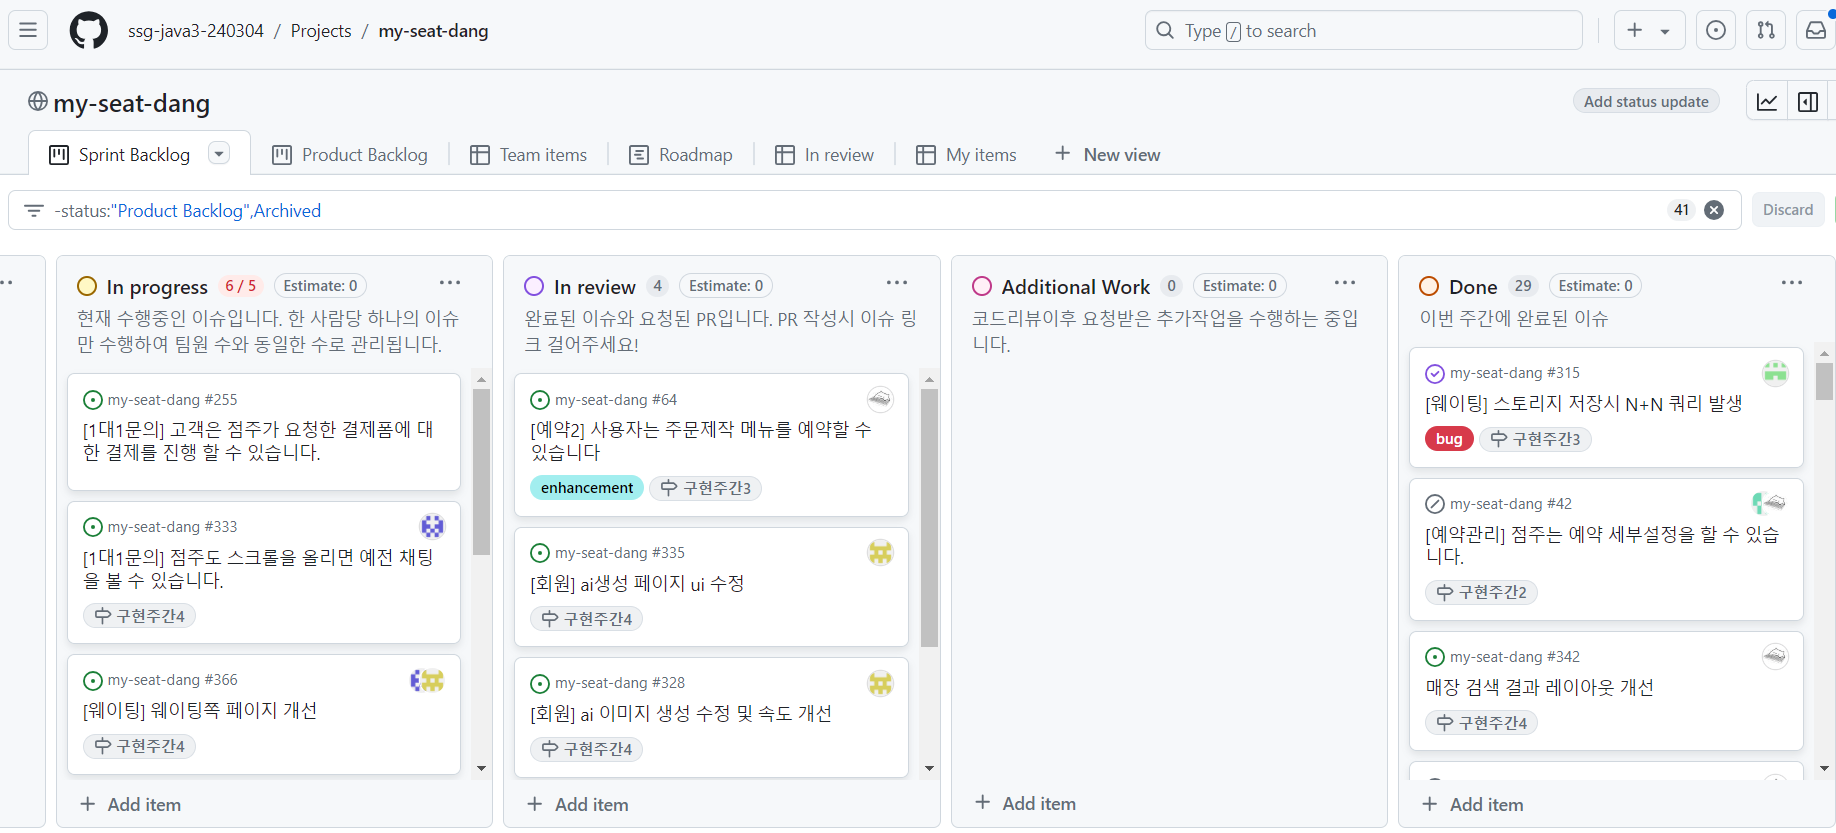 ssg-java3-240304 / Projects / my-seat-dang
Type / to search
my-seat-dang
Add status update
Sprint Backlog
Product Backlog
Team items
Roadmap
In review
My items
New view
-status:"Product Backlog",Archived
41
Discard
In progress 6 / 5 Estimate: 0
현재 수행중인 이슈입니다. 한 사람당 하나의 이슈
만 수행하여 팀원 수와 동일한 수로 관리됩니다.
my-seat-dang #255
[1대1문의] 고객은 점주가 요청한 결제폼에 대
한 결제를 진행 할 수 있습니다.
my-seat-dang #333
[1대1문의] 점주도 스크롤을 올리면 예전 채팅
을 볼 수 있습니다.
구현주간4
my-seat-dang #366
[웨이팅] 웨이팅쪽 페이지 개선
구현주간4
Add item
In review 4 Estimate: 0
완료된 이슈와 요청된 PR입니다. PR 작성시 이슈 링
크 걸어주세요!
my-seat-dang #64
[예약2] 사용자는 주문제작 메뉴를 예약할 수
있습니다
enhancement 구현주간3
my-seat-dang #335
[회원] ai생성 페이지 ui 수정
구현주간4
my-seat-dang #328
[회원] ai 이미지 생성 수정 및 속도 개선
구현주간4
Add item
Additional Work 0 Estimate: 0
코드리뷰이후 요청받은 추가작업을 수행하는 중입
니다.
Add item
Done 29 Estimate: 0
이번 주간에 완료된 이슈
my-seat-dang #315
[웨이팅] 스토리지 저장시 N+N 쿼리 발생
bug 구현주간3
my-seat-dang #42
[예약관리] 점주는 예약 세부설정을 할 수 있습
니다.
구현주간2
my-seat-dang #342
매장 검색 결과 레이아웃 개선
구현주간4
Add item